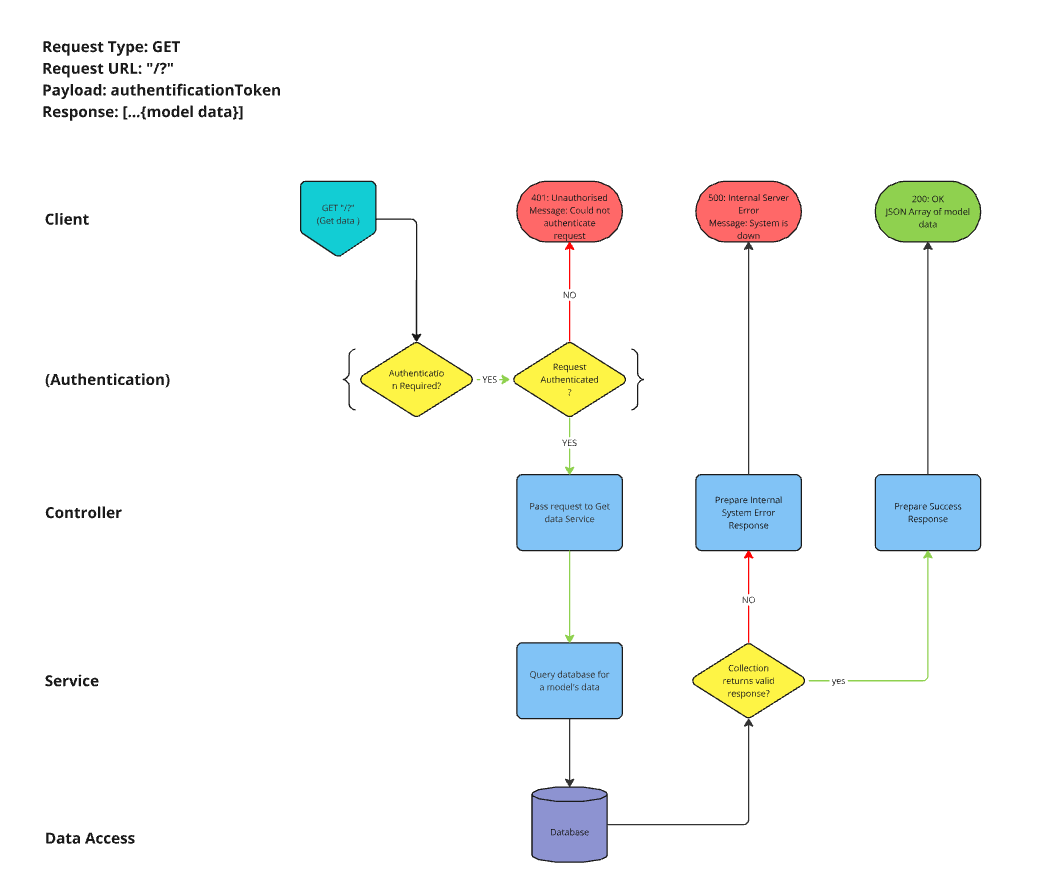 Request Type: GET
Request URL: "/?"
Payload: authentificationToken
Response: [...{model data}]
Client
GET "/?"
(Get data )
401: Unauthorised
Message: Could not
authenticate
request
500: Internal Server
Error
Message: System is
down
200: OK
JSON Array of model
data
NO
(Authentication)
Authenticatio
n Required?
YES
Request
Authenticated
?
YES
Controller
Pass request to Get
data Service
Prepare Internal
System Error
Response
Prepare Success
Response
NO
Service
Query database for
a model's data
Collection
returns valid
response?
yes
Database
Data Access